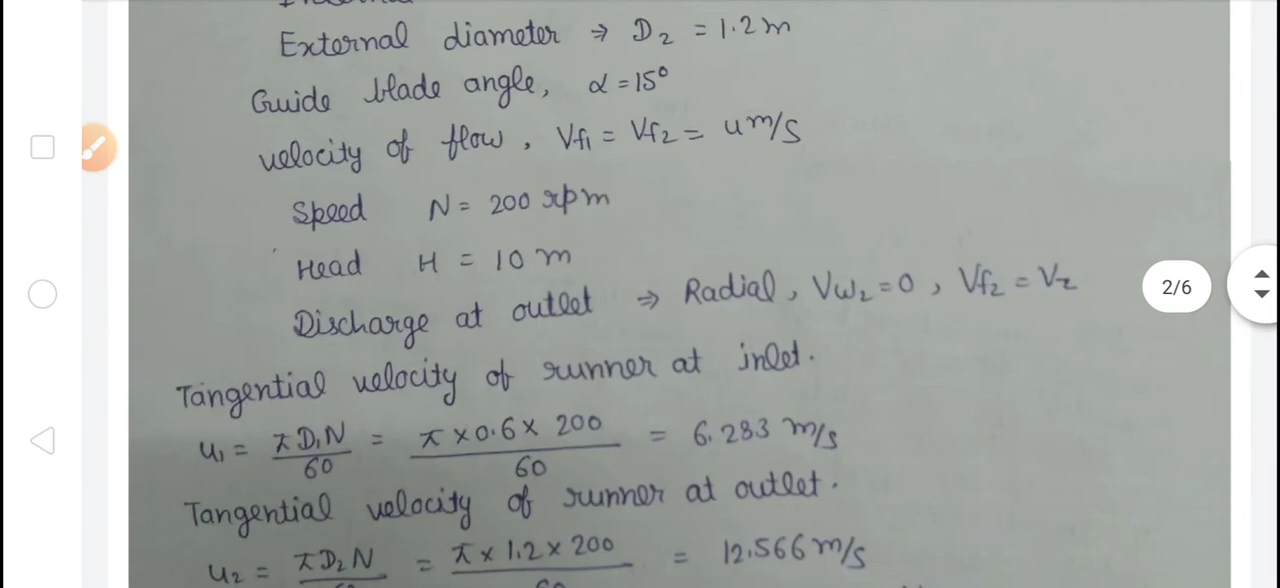 External diameter ⇒ D₂ = 1.2m
Guide blade angle, α = 15°
velocity of flow, Vf₁ = Vf₂ = 4 m/s
Speed N = 200 rpm
Head H = 10 m
Discharge at outlet ⇒ Radial, Vw₂ = 0, Vf₂ = V₂
2/6
Tangential velocity of runner at inlet.
u₁ = πD₁N/60 = π × 0.6 × 200/60 = 6.283 m/s
Tangential velocity of runner at outlet.
u₂ = πD₂N/60 = π × 1.2 × 200/60 = 12.566 m/s